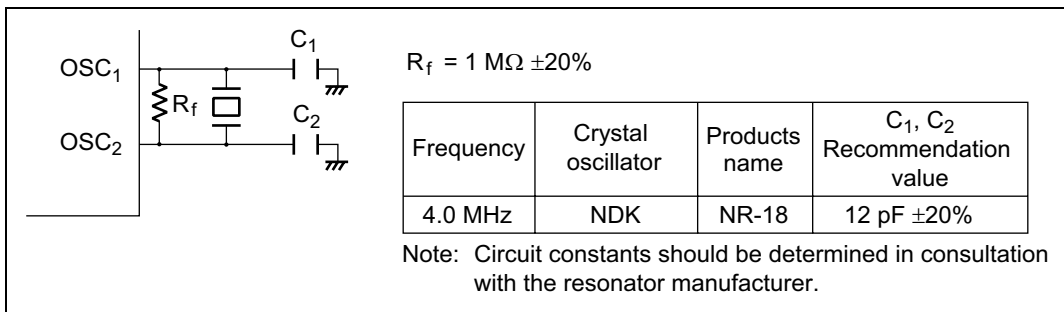 OSC1
OSC2
Rf
C1
C2
Rf = 1 MΩ ±20%
Frequency
Crystal
oscillator
Products
name
C1, C2
Recommendation
value
4.0 MHz
NDK
NR-18
12 pF ±20%
Note: Circuit constants should be determined in consultation
with the resonator manufacturer.